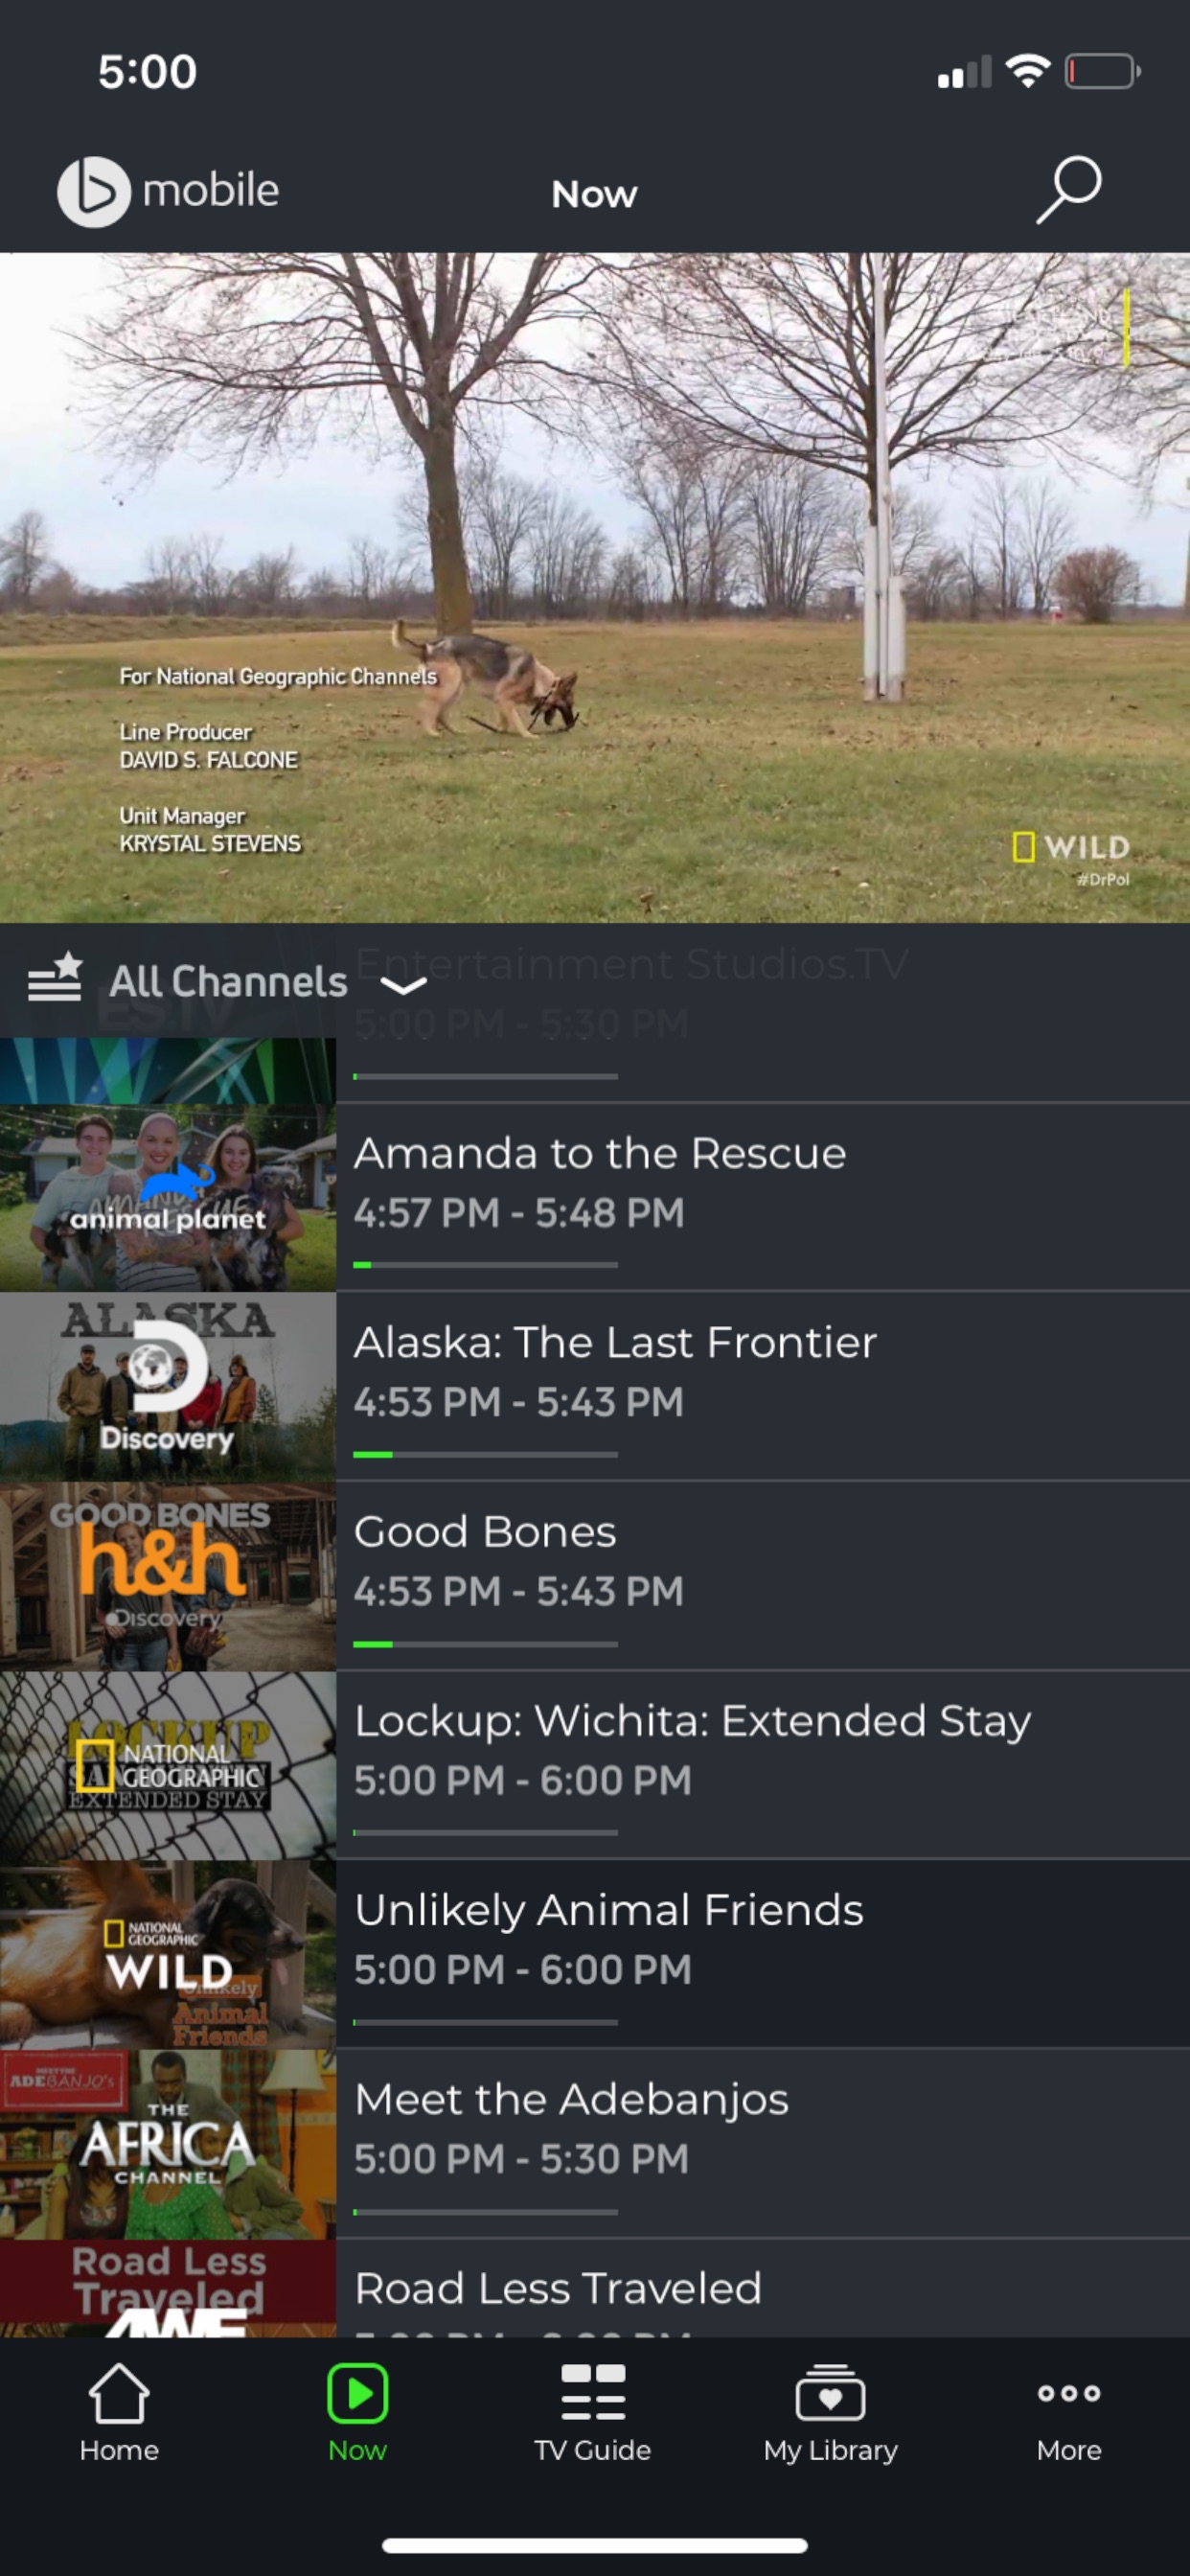 5:00
mobile
Now
For National Geographic Channels
Line Producer
DAVID S. FALCONE
Unit Manager
KRYSTAL STEVENS
WILD
#DrPol
All Channels
Entertainment Studios.TV
ES.TV
5:00 PM - 5:30 PM
animal planet
Amanda to the Rescue
4:57 PM - 5:48 PM
ALASKA
Discovery
Alaska: The Last Frontier
4:53 PM - 5:43 PM
GOOD BONES
h&h
Discovery
Good Bones
4:53 PM - 5:43 PM
LOCKUP
NATIONAL
GEOGRAPHIC
EXTENDED STAY
Lockup: Wichita: Extended Stay
5:00 PM - 6:00 PM
NATIONAL
GEOGRAPHIC
WILD
Unlikely
Animal
Friends
Unlikely Animal Friends
5:00 PM - 6:00 PM
MEET THE
ADEBANJO's
THE
AFRICA
CHANNEL
Meet the Adebanjos
5:00 PM - 5:30 PM
Road Less
Traveled
AWE
Road Less Traveled
Home
Now
TV Guide
My Library
More